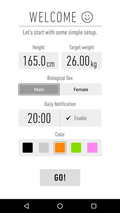 WELCOME
Let's start with some simple setup.
Height Target weight
165.0cm 26.00kg
Biological Sex
Male Female
Daily Notification
20:00 ✓ Enable
Color
GO!